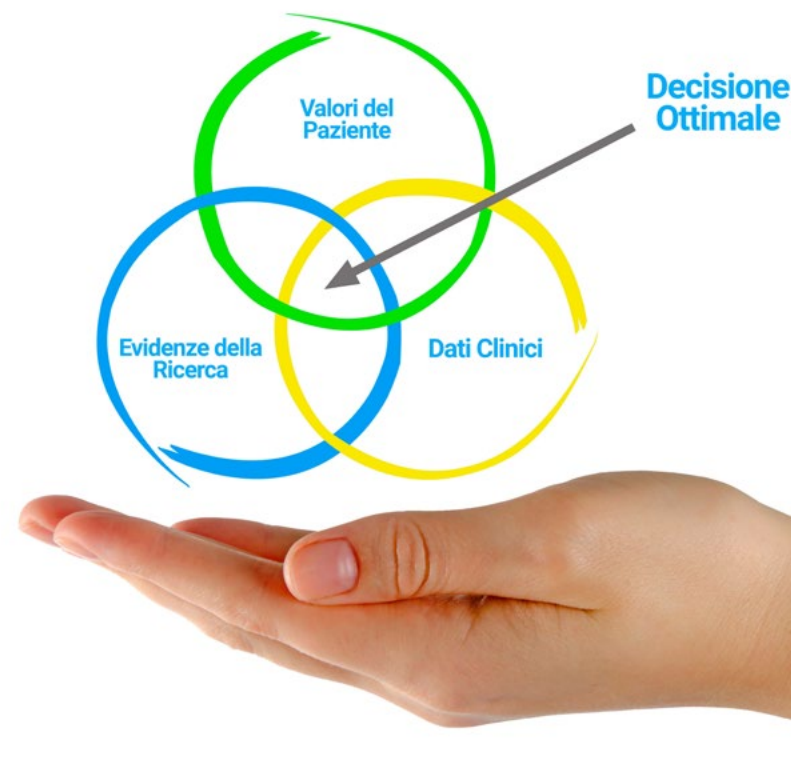 Valori del
Paziente
Decisione
Ottimale
Evidenze della
Ricerca
Dati Clinici